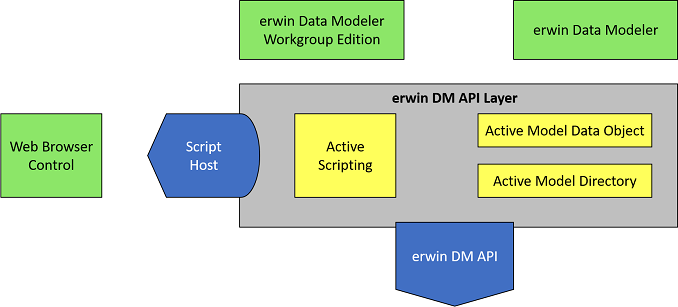 erwin Data Modeler
Workgroup Edition
erwin Data Modeler
erwin DM API Layer
Web Browser
Control
Script
Host
Active
Scripting
Active Model Data Object
Active Model Directory
erwin DM API